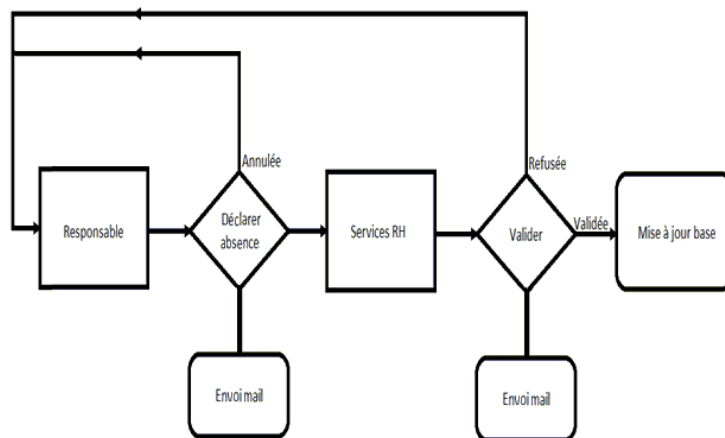 Annulée
Refusée
Responsable
Déclarer
absence
Services RH
Valider
Validée
Mise à jour base
Envoi mail
Envoi mail